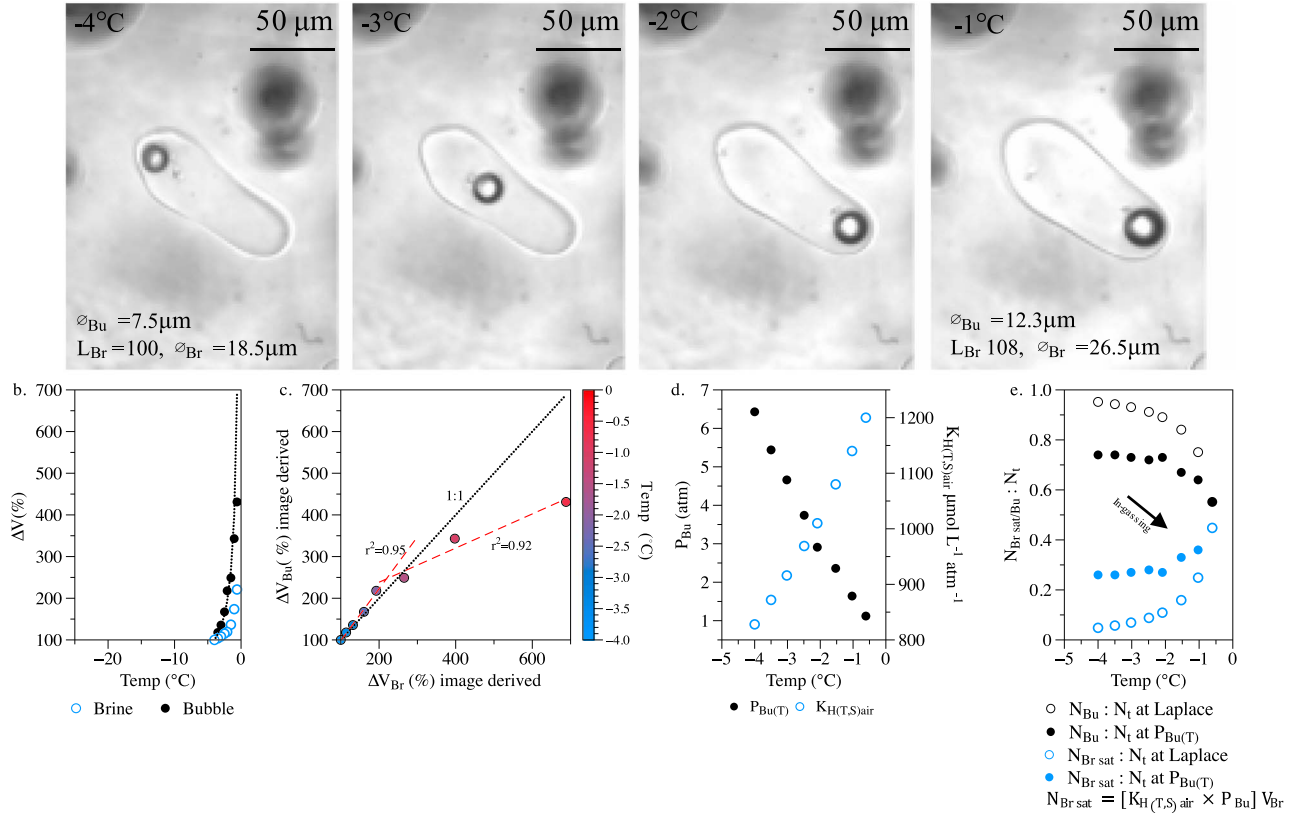 -4°C 50 μm
-3°C 50 μm
-2°C 50 μm
-1°C 50 μm
∅Bu =7.5μm
LBr =100, ∅Br =18.5μm
∅Bu =12.3μm
LBr 108, ∅Br =26.5μm
b.
700
600
500
400
300
200
100
ΔV(%)
−20 −10 0
Temp (°C)
Brine Bubble
c.
700
600
500
400
300
200
100
ΔVBu(%) image derived
1:1
r²=0.95
r²=0.92
200 400 600
ΔVBr (%) image derived
0
−0.5
−1.0
−1.5
−2.0
−2.5
−3.0
−3.5
−4.0
Temp (°C)
d.
7
6
5
4
3
2
1
PBu (atm)
1200
1100
1000
900
800
KH(T,S)air μmol L⁻¹ atm⁻¹
−5 −4 −3 −2 −1 0
Temp (°C)
PBu(T) KH(T,S)air
e.
1.0
0.8
0.6
0.4
0.2
0
NBr sat/Bu : Nt
In-gassing
−5 −4 −3 −2 −1 0
Temp (°C)
NBu : Nt at Laplace
NBu : Nt at PBu(T)
NBr sat : Nt at Laplace
NBr sat : Nt at PBu(T)
NBr sat = [KH(T,S) air × PBu] VBr